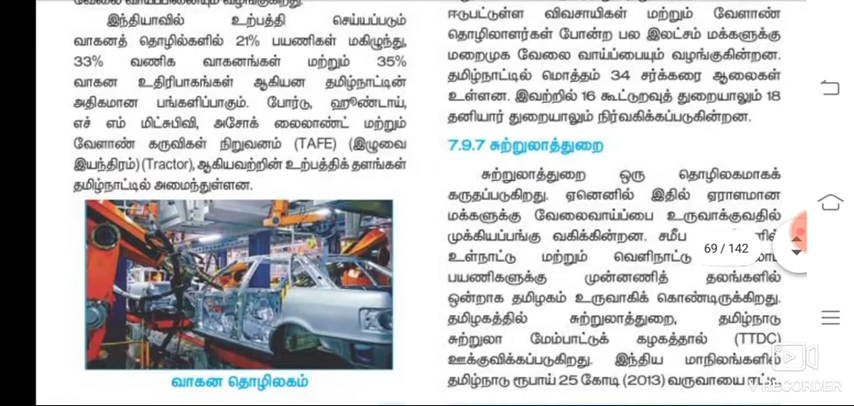 இந்தியாவில் உற்பத்தி செய்யப்படும்
வாகனத் தொழில்களில் 21% பயணிகள் மகிழுந்து,
33% வணிக வாகனங்கள் மற்றும் 35%
வாகன உதிரிபாகங்கள் ஆகியன தமிழ்நாட்டின்
அதிகமான பங்களிப்பாகும். போர்டு, ஹூண்டாய்,
எச் எம் மிட்சுபிவி, அசோக் லைலாண்ட் மற்றும்
வேளாண் கருவிகள் நிறுவனம் (TAFE) (இழுவை
இயந்திரம்) (Tractor), ஆகியவற்றின் உற்பத்தித் தளங்கள்
தமிழ்நாட்டில் அமைந்துள்ளன.
வாகன தொழிலகம்
ஈடுபட்டுள்ள விவசாயிகள் மற்றும் வேளாண்
தொழிலாளர்கள் போன்ற பல இலட்சம் மக்களுக்கு
மறைமுக வேலை வாய்ப்பையும் வழங்குகின்றன.
தமிழ்நாட்டில் மொத்தம் 34 சர்க்கரை ஆலைகள்
உள்ளன. இவற்றில் 16 கூட்டுறவுத் துறையாலும் 18
தனியார் துறையாலும் நிர்வகிக்கப்படுகின்றன.
7.9.7 சுற்றுலாத்துறை
சுற்றுலாத்துறை ஒரு தொழிலகமாகக்
கருதப்படுகிறது. ஏனெனில் இதில் ஏராளமான
மக்களுக்கு வேலைவாய்ப்பை உருவாக்குவதில்
முக்கியப்பங்கு வகிக்கின்றன. சமீப
உள்நாட்டு மற்றும் வெளிநாட்டு
பயணிகளுக்கு முன்னணித் தலங்களில்
ஒன்றாக தமிழகம் உருவாகிக் கொண்டிருக்கிறது.
தமிழகத்தில் சுற்றுலாத்துறை, தமிழ்நாடு
சுற்றுலா மேம்பாட்டுக் கழகத்தால் (TTDC)
ஊக்குவிக்கப்படுகிறது. இந்திய மாநிலங்களில்
தமிழ்நாடு ரூபாய் 25 கோடி (2013) வருவாயை
69 / 142
V RECORDER